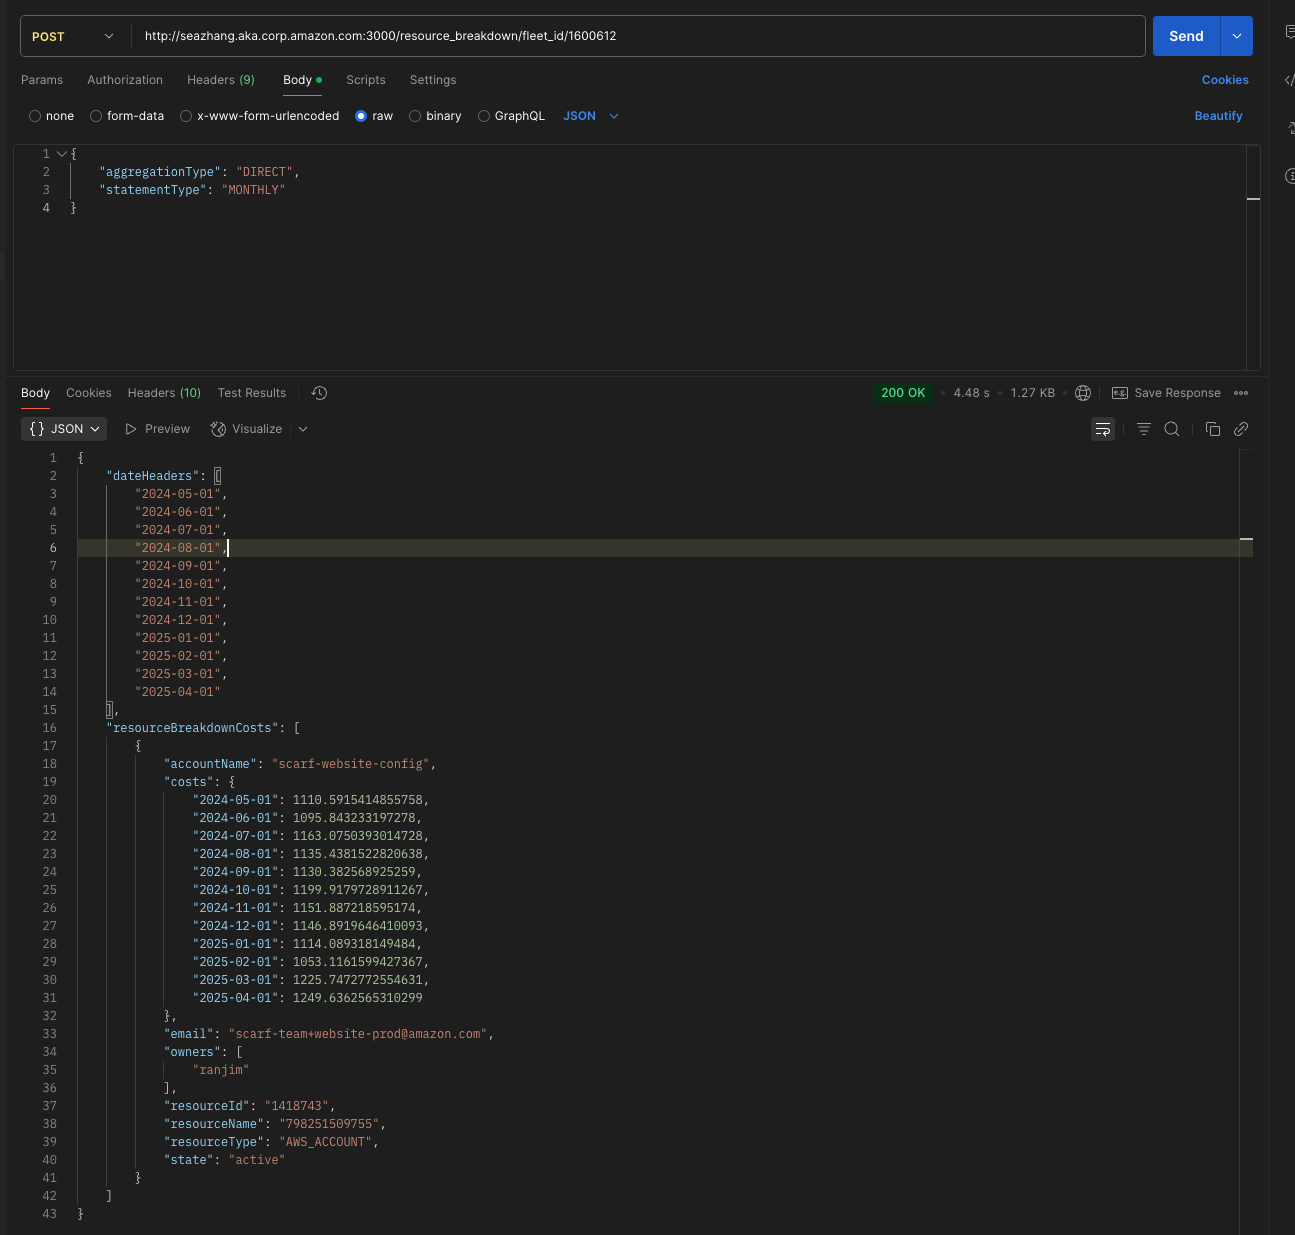 POST http://seazhang.aka.corp.amazon.com:3000/resource_breakdown/fleet_id/1600612 Send
Params Authorization Headers (9) Body Scripts Settings Cookies
none form-data x-www-form-urlencoded raw binary GraphQL JSON Beautify
1 {
2 "aggregationType": "DIRECT",
3 "statementType": "MONTHLY"
4 }
Body Cookies Headers (10) Test Results 200 OK 4.48 s 1.27 KB e.g. Save Response
{} JSON Preview Visualize
1 {
2 "dateHeaders": [
3 "2024-05-01",
4 "2024-06-01",
5 "2024-07-01",
6 "2024-08-01",
7 "2024-09-01",
8 "2024-10-01",
9 "2024-11-01",
10 "2024-12-01",
11 "2025-01-01",
12 "2025-02-01",
13 "2025-03-01",
14 "2025-04-01"
15 ],
16 "resourceBreakdownCosts": [
17 {
18 "accountName": "scarf-website-config",
19 "costs": {
20 "2024-05-01": 1110.5915414855758,
21 "2024-06-01": 1095.843233197278,
22 "2024-07-01": 1163.0750393014728,
23 "2024-08-01": 1135.4381522820638,
24 "2024-09-01": 1130.382568925259,
25 "2024-10-01": 1199.9179728911267,
26 "2024-11-01": 1151.887218595174,
27 "2024-12-01": 1146.8919646410093,
28 "2025-01-01": 1114.089318149484,
29 "2025-02-01": 1053.1161599427367,
30 "2025-03-01": 1225.7472772554631,
31 "2025-04-01": 1249.6362565310299
32 },
33 "email": "scarf-team+website-prod@amazon.com",
34 "owners": [
35 "ranjim"
36 ],
37 "resourceId": "1418743",
38 "resourceName": "798251509755",
39 "resourceType": "AWS_ACCOUNT",
40 "state": "active"
41 }
42 ]
43 }